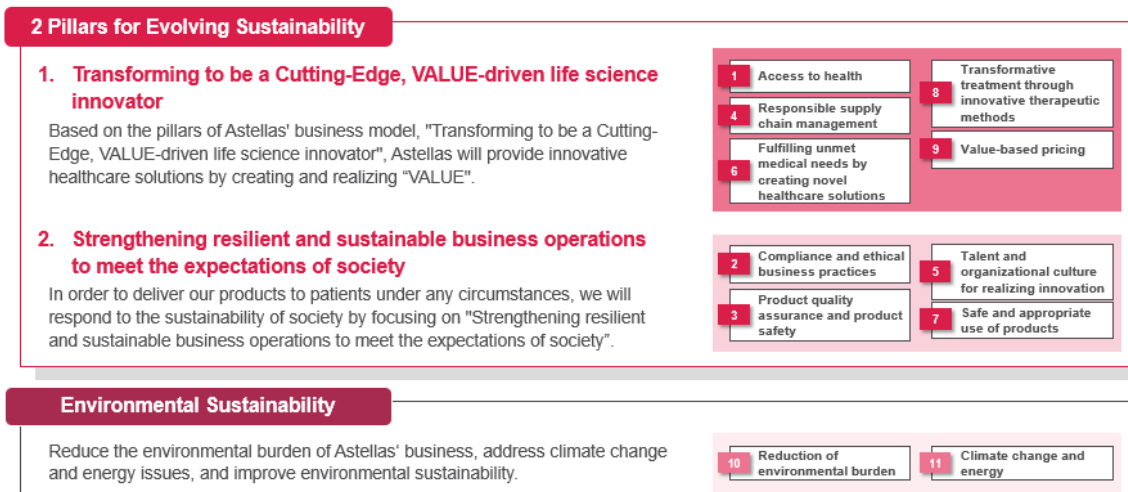 2 Pillars for Evolving Sustainability
1. Transforming to be a Cutting-Edge, VALUE-driven life science
innovator
Based on the pillars of Astellas' business model, "Transforming to be a Cutting-
Edge, VALUE-driven life science innovator", Astellas will provide innovative
healthcare solutions by creating and realizing “VALUE".
1 Access to health
4 Responsible supply
chain management
6 Fulfilling unmet
medical needs by
creating novel
healthcare solutions
8 Transformative
treatment through
innovative therapeutic
methods
9 Value-based pricing
2. Strengthening resilient and sustainable business operations
to meet the expectations of society
In order to deliver our products to patients under any circumstances, we will
respond to the sustainability of society by focusing on "Strengthening resilient
and sustainable business operations to meet the expectations of society”.
2 Compliance and ethical
business practices
3 Product quality
assurance and product
safety
5 Talent and
organizational culture
for realizing innovation
7 Safe and appropriate
use of products
Environmental Sustainability
Reduce the environmental burden of Astellas‘ business, address climate change
and energy issues, and improve environmental sustainability.
10 Reduction of
environmental burden
11 Climate change and
energy